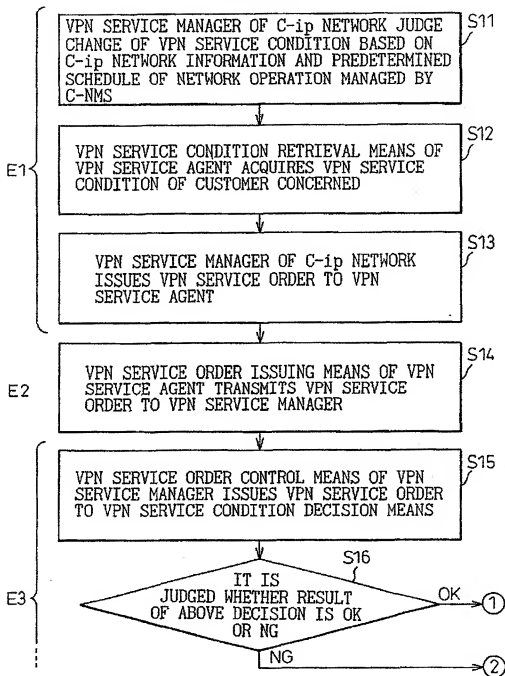 S11
VPN SERVICE MANAGER OF C-ip NETWORK JUDGE
CHANGE OF VPN SERVICE CONDITION BASED ON
C-ip NETWORK INFORMATION AND PREDETERMINED
SCHEDULE OF NETWORK OPERATION MANAGED BY
C-NMS
E1
S12
VPN SERVICE CONDITION RETRIEVAL MEANS OF
VPN SERVICE AGENT ACQUIRES VPN SERVICE
CONDITION OF CUSTOMER CONCERNED
S13
VPN SERVICE MANAGER OF C-ip NETWORK
ISSUES VPN SERVICE ORDER TO VPN
SERVICE AGENT
E2
S14
VPN SERVICE ORDER ISSUING MEANS OF VPN
SERVICE AGENT TRANSMITS VPN SERVICE
ORDER TO VPN SERVICE MANAGER
S15
VPN SERVICE ORDER CONTROL MEANS OF VPN
SERVICE MANAGER ISSUES VPN SERVICE ORDER
TO VPN SERVICE CONDITION DECISION MEANS
E3
S16
IT IS
JUDGED WHETHER RESULT
OF ABOVE DECISION IS OK
OR NG
OK
1
NG
2